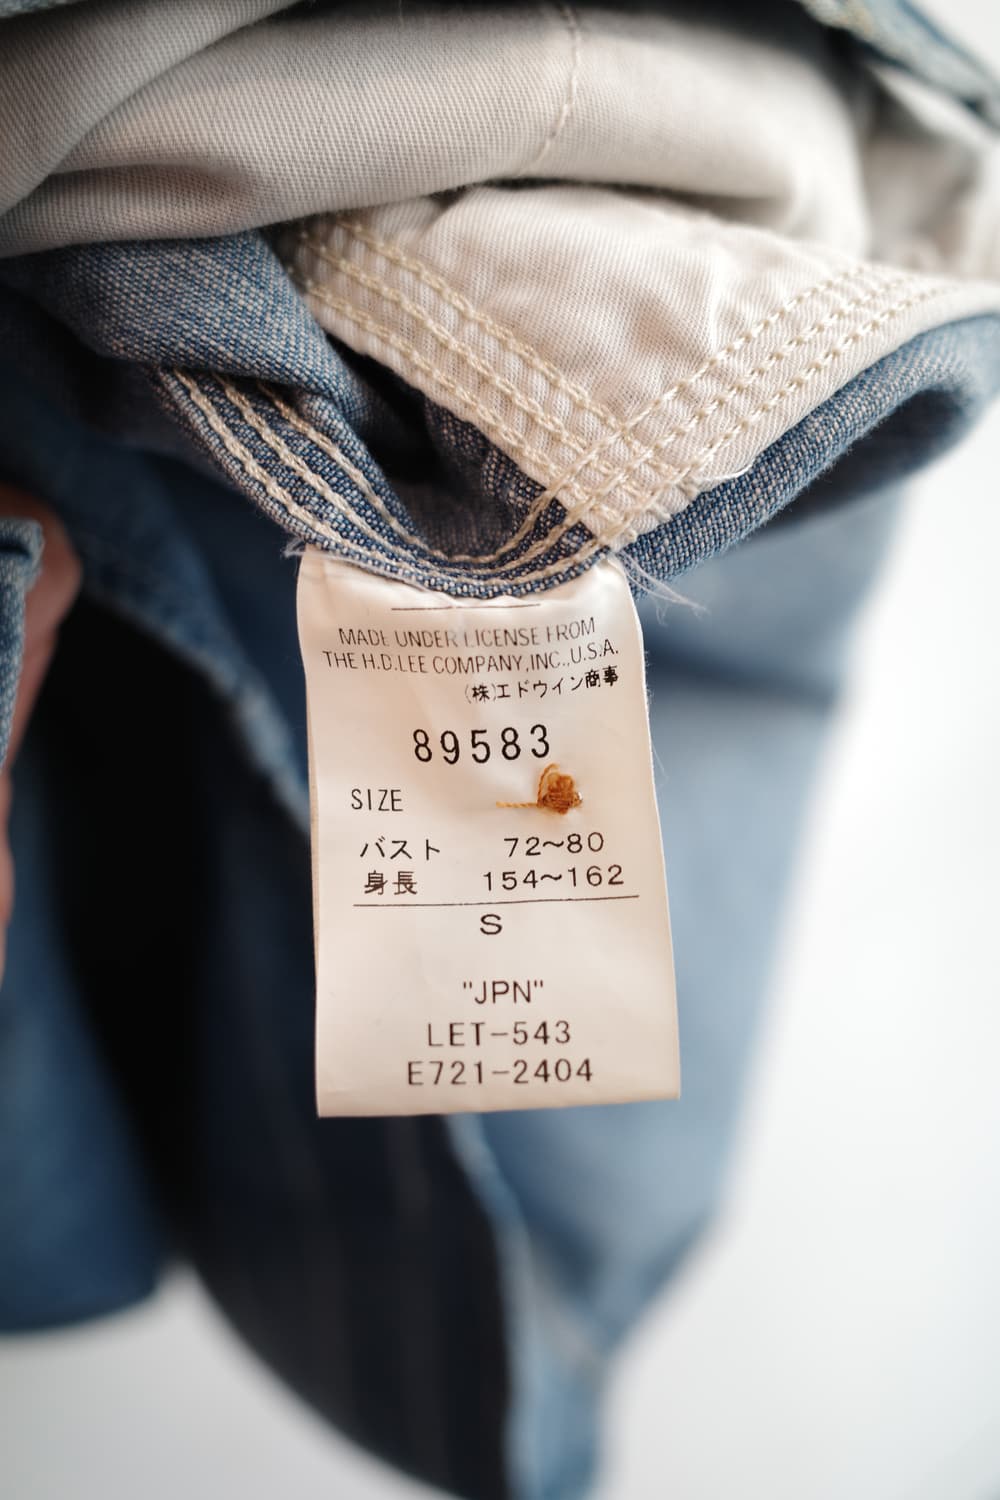 MADE UNDER LICENSE FROM
THE H.D.LEE COMPANY,INC.,U.S.A.
(株)エドウイン商事
89583
SIZE
バスト 72~80
身長 154~162
S
"JPN"
LET-543
E721-2404